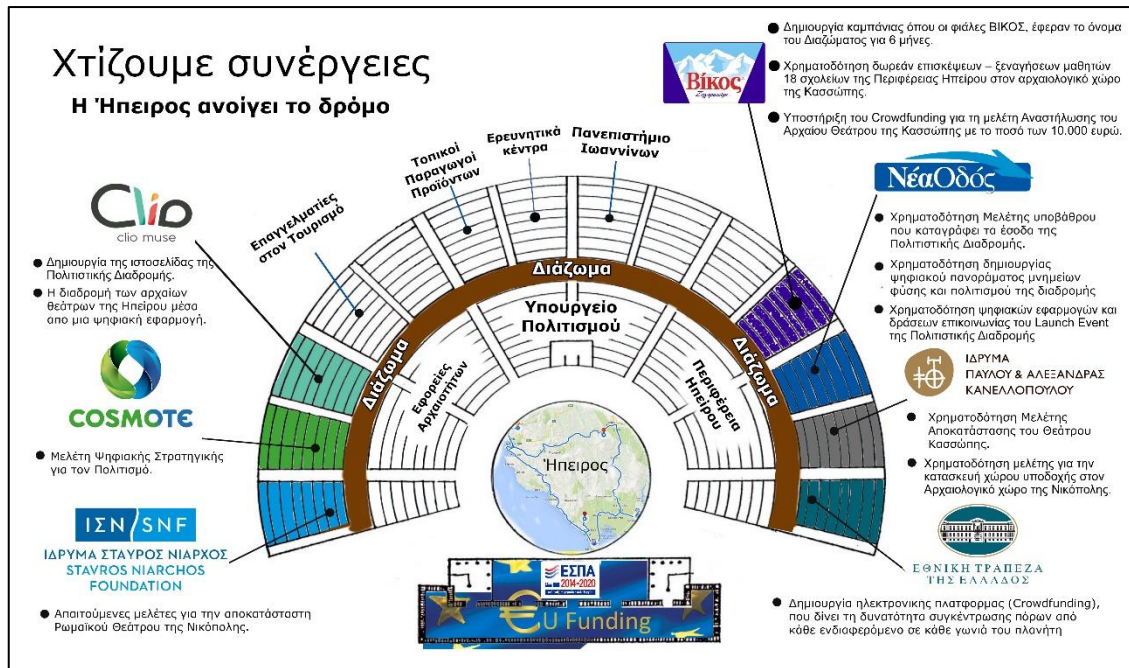 Χτίζουμε συνέργειες
Η Ήπειρος ανοίγει το δρόμο
Βίκος
● Δημιουργία καμπάνιας όπου οι φιάλες ΒΙΚΟΣ, έφεραν το όνομα
του Διαζώματος για 6 μήνες.
● Χρηματοδότηση δωρεάν επισκέψεων – ξεναγήσεων μαθητών
18 σχολείων της Περιφέρειας Ηπείρου στον αρχαιολογικό χώρο
της Κασσώπης.
● Υποστήριξη του Crowdfunding για τη μελέτη Αναστήλωσης του
Αρχαίου Θεάτρου της Κασσώπης με το ποσό των 10.000 ευρώ.
Επαγγελματίες
στον Τουρισμό
Τοπικοί
Παραγωγοί
Προϊόντων
Ερευνητικά
κέντρα
Πανεπιστήμιο
Ιωαννίνων
Clio
clio muse
● Δημιουργία της ιστοσελίδας της
Πολιτιστικής Διαδρομής.
● Η διαδρομή των αρχαίων
θεάτρων της Ηπείρου μέσα
απο μια ψηφιακή εφαρμογή.
COSMOTE
● Μελέτη Ψηφιακής Στρατηγικής
για τον Πολιτισμό.
ΙΣΝ/SNF
ΙΔΡΥΜΑ ΣΤΑΥΡΟΣ ΝΙΑΡΧΟΣ
STAVROS NIARCHOS
FOUNDATION
● Απαιτούμενες μελέτες για την αποκατάσταστη
Ρωμαϊκού Θεάτρου της Νικόπολης.
Διάζωμα
Διάζωμα
Διάζωμα
Υπουργείο
Πολιτισμού
Εφορείες
Αρχαιοτήτων
Περιφέρεια
Ηπείρου
Ήπειρος
ΕΣΠΑ
2014-2020
€U Funding
ΝέαΟδός
● Χρηματοδότηση Μελέτης υποβάθρου
που καταγράφει τα έσοδα της
Πολιτιστικής Διαδρομής.
● Χρηματοδότηση δημιουργίας
ψηφιακού πανοράματος μνημείων
φύσης και πολιτισμού της διαδρομής
● Χρηματοδότηση ψηφιακών εφαρμογών και
δράσεων επικοινωνίας του Launch Event
της Πολιτιστικής Διαδρομής
ΙΔΡΥΜΑ
ΠΑΥΛΟΥ & ΑΛΕΞΑΝΔΡΑΣ
ΚΑΝΕΛΛΟΠΟΥΛΟΥ
● Χρηματοδότηση Μελέτης
Αποκατάστασης του Θεάτρου
Κασσώπης.
● Χρηματοδότηση μελέτης για την
κατασκευή χώρου υποδοχής στον
Αρχαιολογικό χώρο της Νικόπολης.
ΕΘΝΙΚΗ ΤΡΑΠΕΖΑ
ΤΗΣ ΕΛΛΑΔΟΣ
● Δημιουργία ηλεκτρονικης πλατφορμας (Crowdfunding),
που δίνει τη δυνατότητα συγκέντρωσης πόρων από
κάθε ενδιαφερόμενο σε κάθε γωνιά του πλανήτη